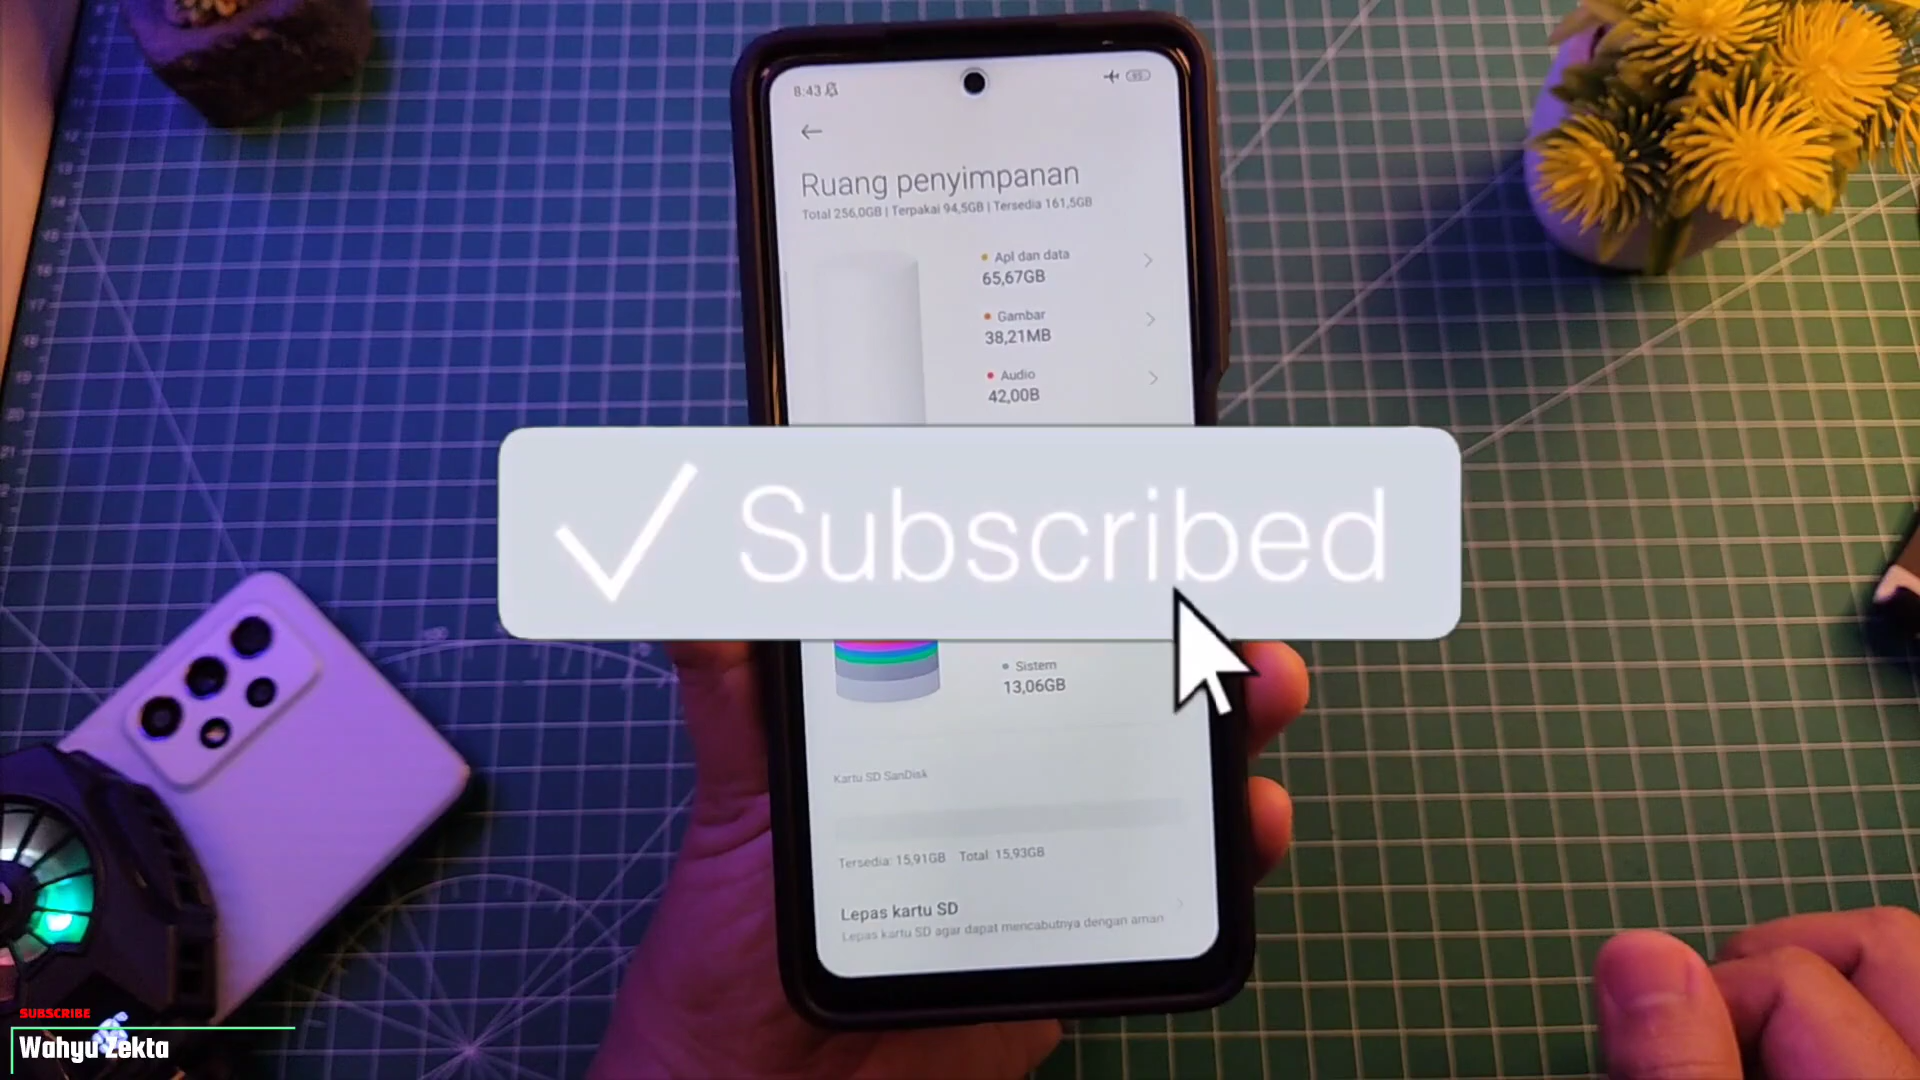 8:43
Ruang penyimpanan
Total 256,0GB | Terpakai 94,5GB | Tersedia 161,5GB
Apl dan data
65,67GB
Gambar
38,21MB
Audio
42,00B
Subscribed
Sistem
13,06GB
Kartu SD SanDisk
Tersedia: 15,91GB Total: 15,93GB
Lepas kartu SD
Lepas kartu SD agar dapat mencabutnya dengan aman
SUBSCRIBE
Wahyu Zekta